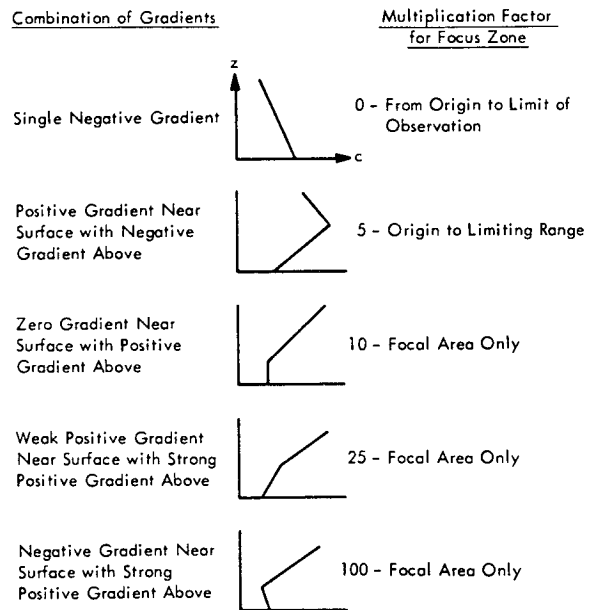 Combination of Gradients
Multiplication Factor
for Focus Zone
z
c
Single Negative Gradient
0 - From Origin to Limit of
Observation
Positive Gradient Near
Surface with Negative
Gradient Above
5 - Origin to Limiting Range
Zero Gradient Near
Surface with Positive
Gradient Above
10 - Focal Area Only
Weak Positive Gradient
Near Surface with Strong
Positive Gradient Above
25 - Focal Area Only
Negative Gradient Near
Surface with Strong
Positive Gradient Above
100 - Focal Area Only